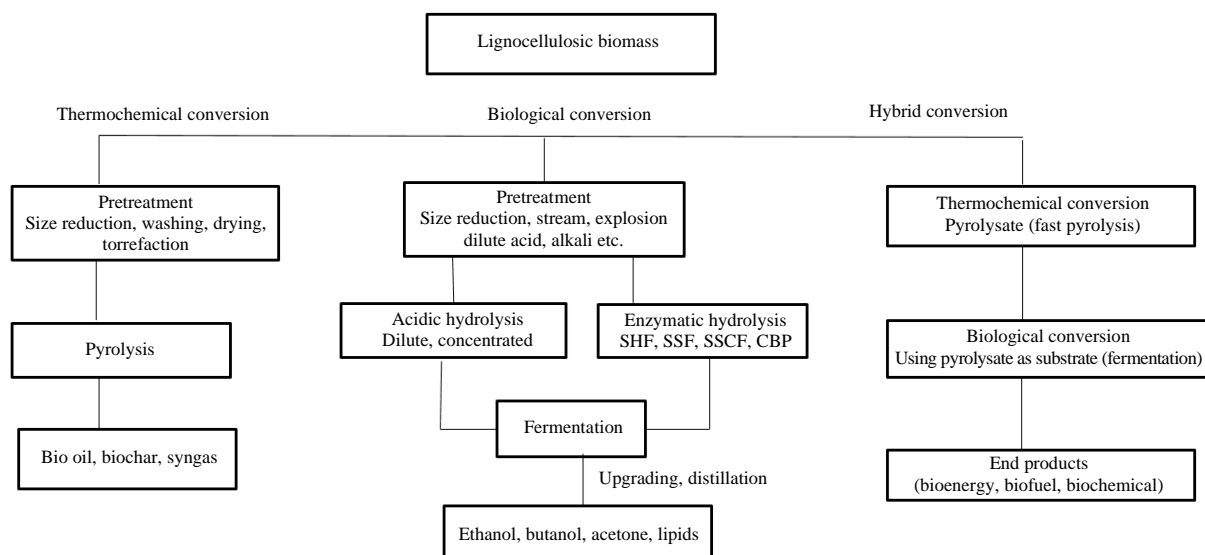 Lignocellulosic biomass
Thermochemical conversion
Biological conversion
Hybrid conversion
Pretreatment
Size reduction, washing, drying,
torrefaction
Pretreatment
Size reduction, stream, explosion
dilute acid, alkali etc.
Thermochemical conversion
Pyrolysate (fast pyrolysis)
Pyrolysis
Acidic hydrolysis
Dilute, concentrated
Enzymatic hydrolysis
SHF, SSF, SSCF, CBP
Biological conversion
Using pyrolysate as substrate (fermentation)
Fermentation
Bio oil, biochar, syngas
Upgrading, distillation
End products
(bioenergy, biofuel, biochemical)
Ethanol, butanol, acetone, lipids